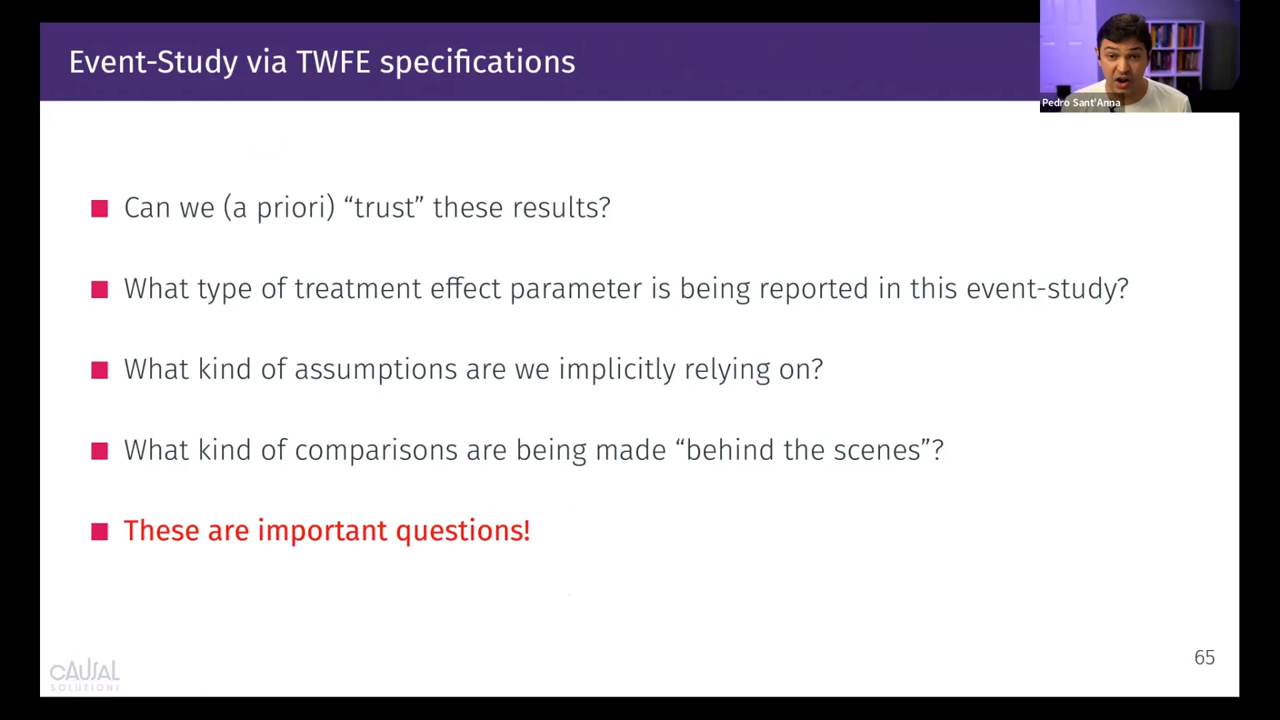 Event-Study via TWFE specifications
Pedro Sant'Anna
Can we (a priori) “trust” these results?
What type of treatment effect parameter is being reported in this event-study?
What kind of assumptions are we implicitly relying on?
What kind of comparisons are being made “behind the scenes”?
These are important questions!
65
CAUSAL
SOLUTIONS